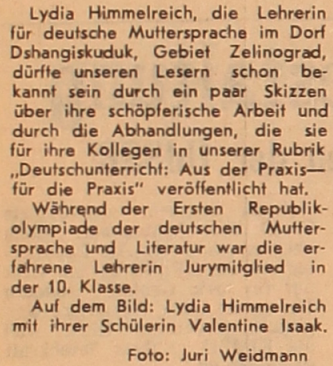 Lydia Himmelreich, die Lehrerin
für deutsche Muttersprache im Dorf
Dshangiskuduk, Gebiet Zelinograd,
dürfte unseren Lesern schon be-
kannt sein durch ein paar Skizzen
über ihre schöpferische Arbeit und
durch die Abhandlungen, die sie
für ihre Kollegen in unserer Rubrik
„Deutschunterricht: Aus der Praxis—
für die Praxis" veröffentlicht hat.
Während der Ersten Republik-
olympiade der deutschen Mutter-
sprache und Literatur war die er-
fahrene Lehrerin Jurymitglied in
der 10. Klasse.
Auf dem Bild: Lydia Himmelreich
mit ihrer Schülerin Valentine Isaak.
Foto: Juri Weidmann